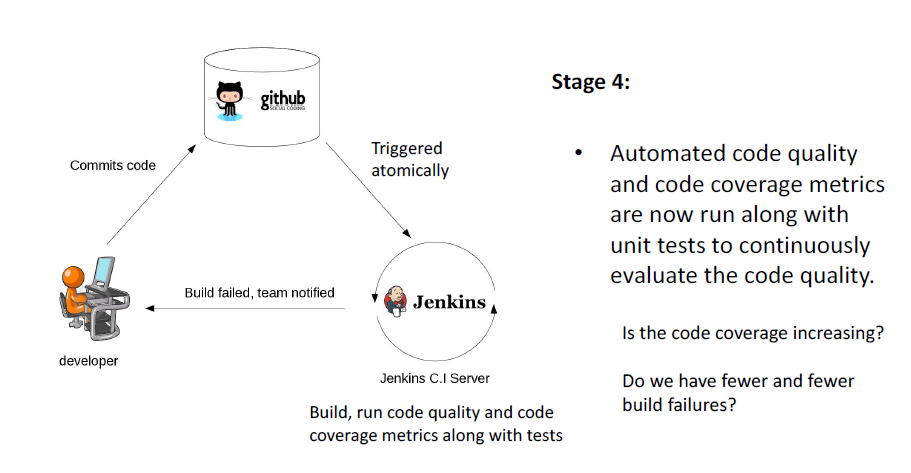 github
SOCIAL CODING
Stage 4:
Commits code
Triggered
atomically
• Automated code quality
and code coverage metrics
are now run along with
unit tests to continuously
evaluate the code quality.
Build failed, team notified
Jenkins
developer
Jenkins C.I Server
Is the code coverage increasing?
Do we have fewer and fewer
build failures?
Build, run code quality and code
coverage metrics along with tests